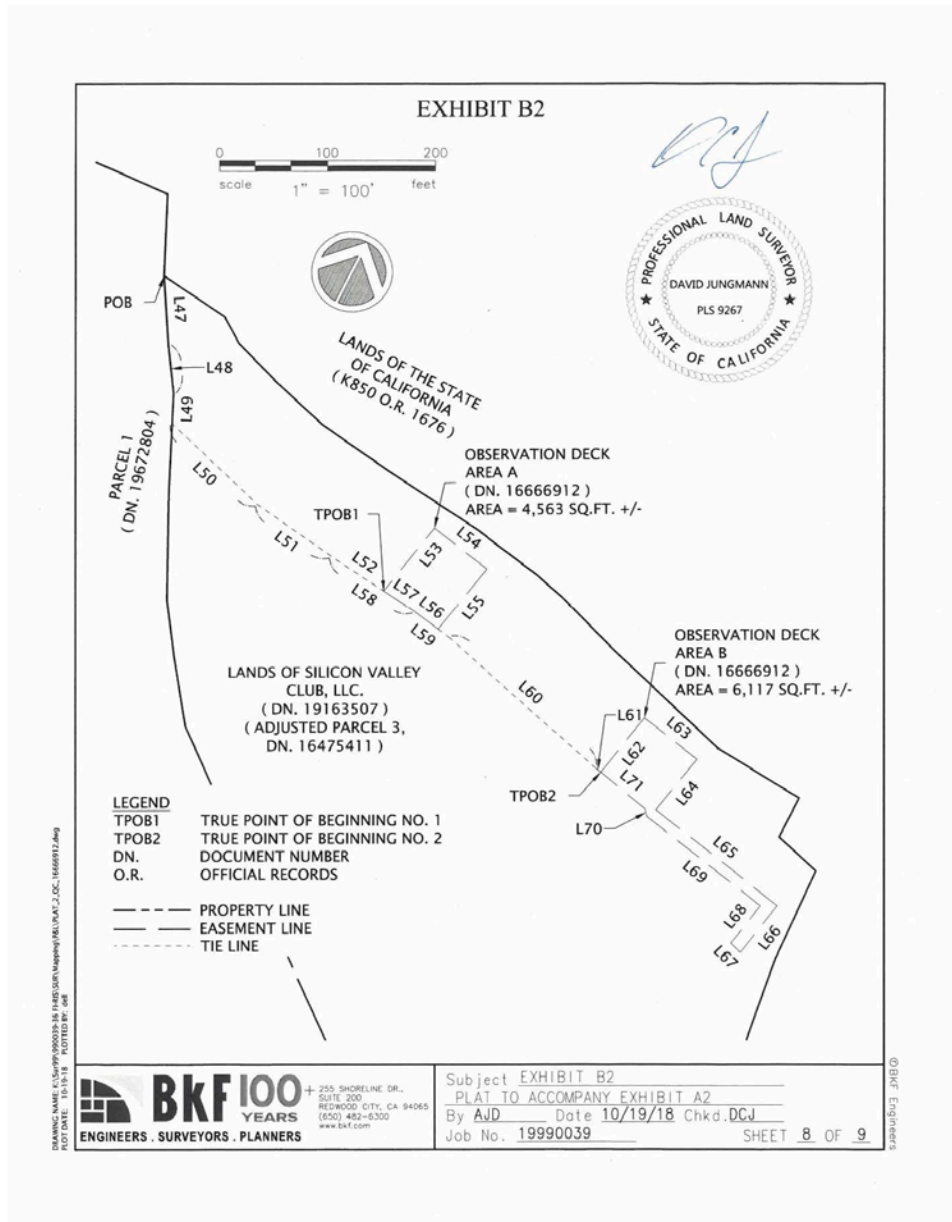 EXHIBIT B2
0 100 200
scale 1" = 100' feet
PROFESSIONAL LAND SURVEYOR
DAVID JUNGMANN
PLS 9267
★ STATE OF CALIFORNIA ★
POB
L47
L48
L49
LANDS OF THE STATE
OF CALIFORNIA
( K850 O.R. 1676 )
PARCEL 1
( DN. 19672804 )
L50
L51
OBSERVATION DECK
AREA A
( DN. 16666912 )
AREA = 4,563 SQ.FT. +/-
TPOB1
L52
L53
L54
L55
L57 L56
L58
L59
L60
LANDS OF SILICON VALLEY
CLUB, LLC.
( DN. 19163507 )
( ADJUSTED PARCEL 3,
DN. 16475411 )
OBSERVATION DECK
AREA B
( DN. 16666912 )
AREA = 6,117 SQ.FT. +/-
L61
L62
L63
L64
L71
TPOB2
L70
L65
L69
L68
L66
L67
LEGEND
TPOB1 TRUE POINT OF BEGINNING NO. 1
TPOB2 TRUE POINT OF BEGINNING NO. 2
DN. DOCUMENT NUMBER
O.R. OFFICIAL RECORDS
PROPERTY LINE
EASEMENT LINE
TIE LINE
PLOT DATE: 10-19-18 PLOTTED BY: dell
BKF 100+
YEARS
ENGINEERS . SURVEYORS . PLANNERS
255 SHORELINE DR.,
SUITE 200
REDWOOD CITY, CA 94065
(650) 482-6300
www.bkf.com
Subject EXHIBIT B2
PLAT TO ACCOMPANY EXHIBIT A2
By AJD Date 10/19/18 Chkd. DCJ
Job No. 19990039 SHEET 8 OF 9
© BKF Engineers